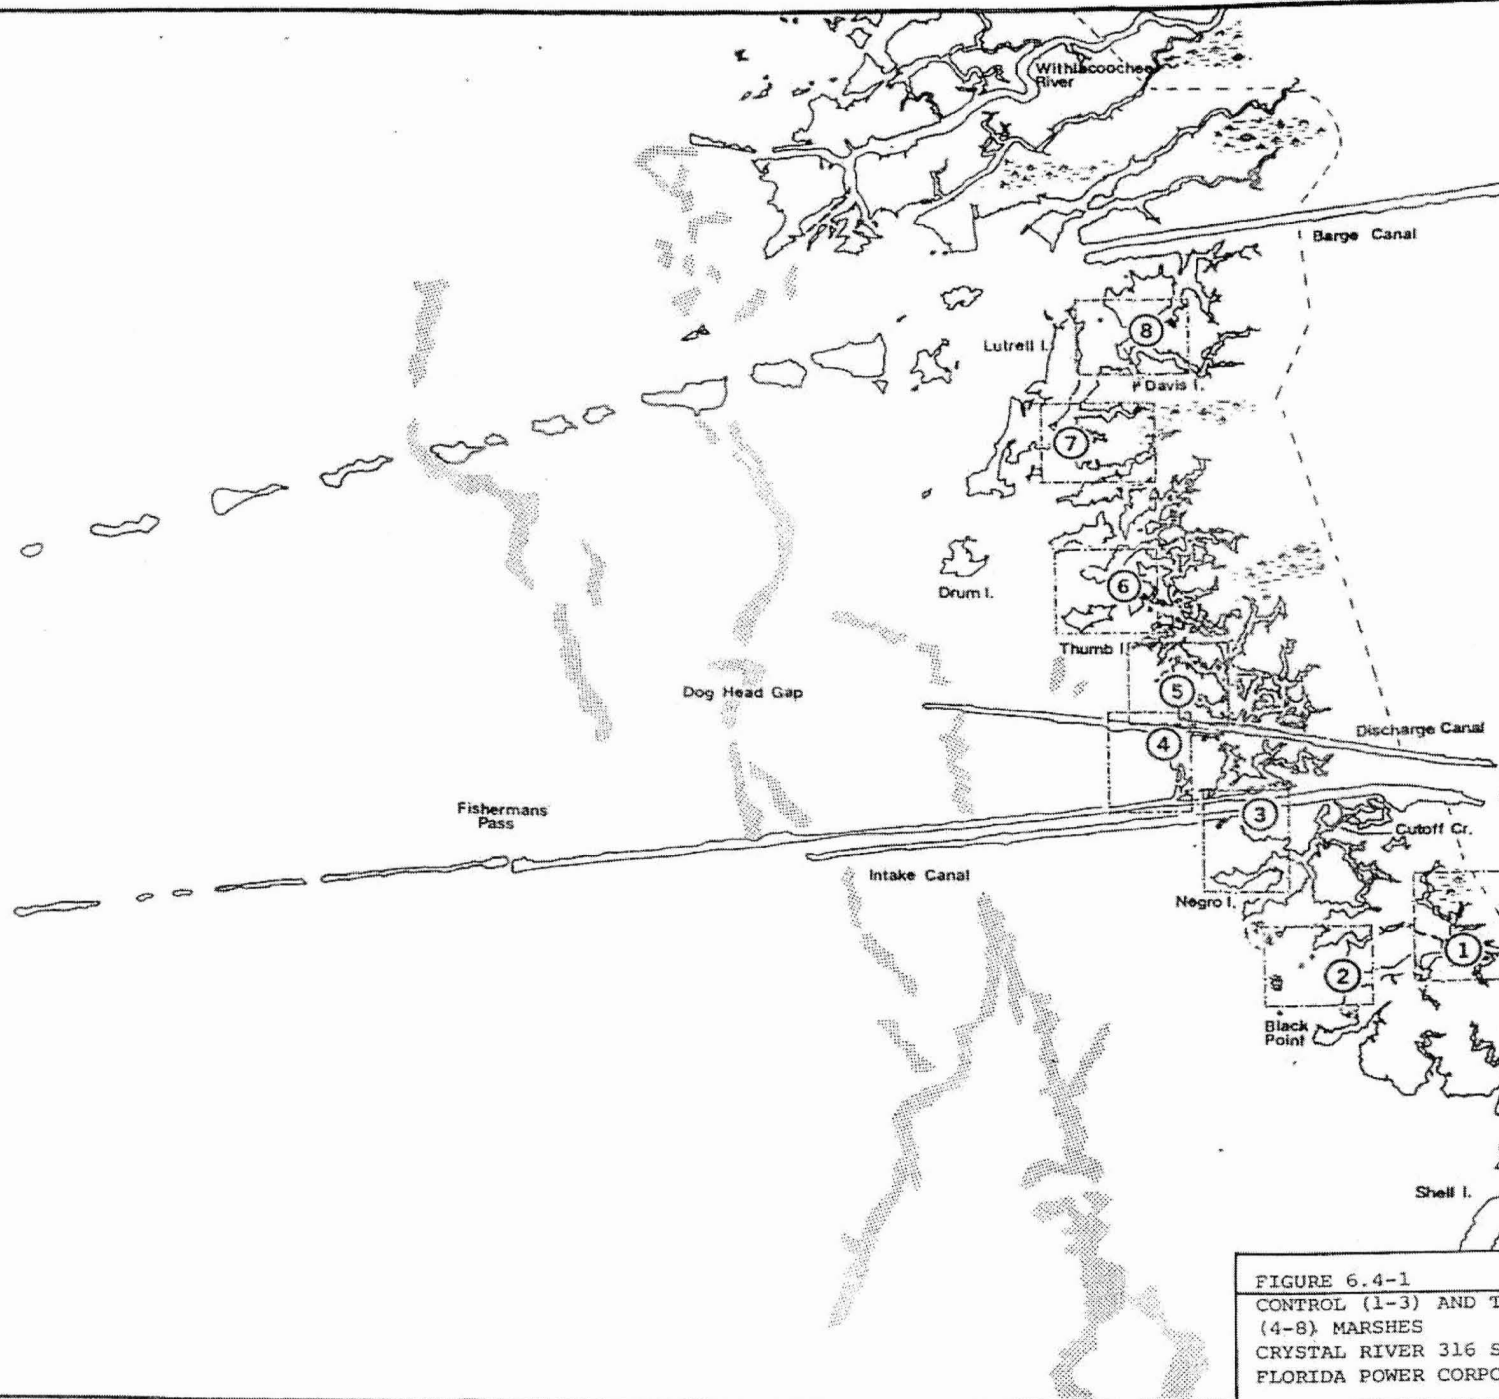 Withlacoochee
River
Barge Canal
8
Lutrell I.
Davis I.
7
6
Drum I.
Thumb I.
5
Dog Head Gap
4
Discharge Canal
Fishermans
Pass
3
Cutoff Cr.
Intake Canal
Negro I.
1
2
Black
Point
Shell I.
FIGURE 6.4-1
CONTROL (1-3) AND T
(4-8) MARSHES
CRYSTAL RIVER 316 S
FLORIDA POWER CORPO